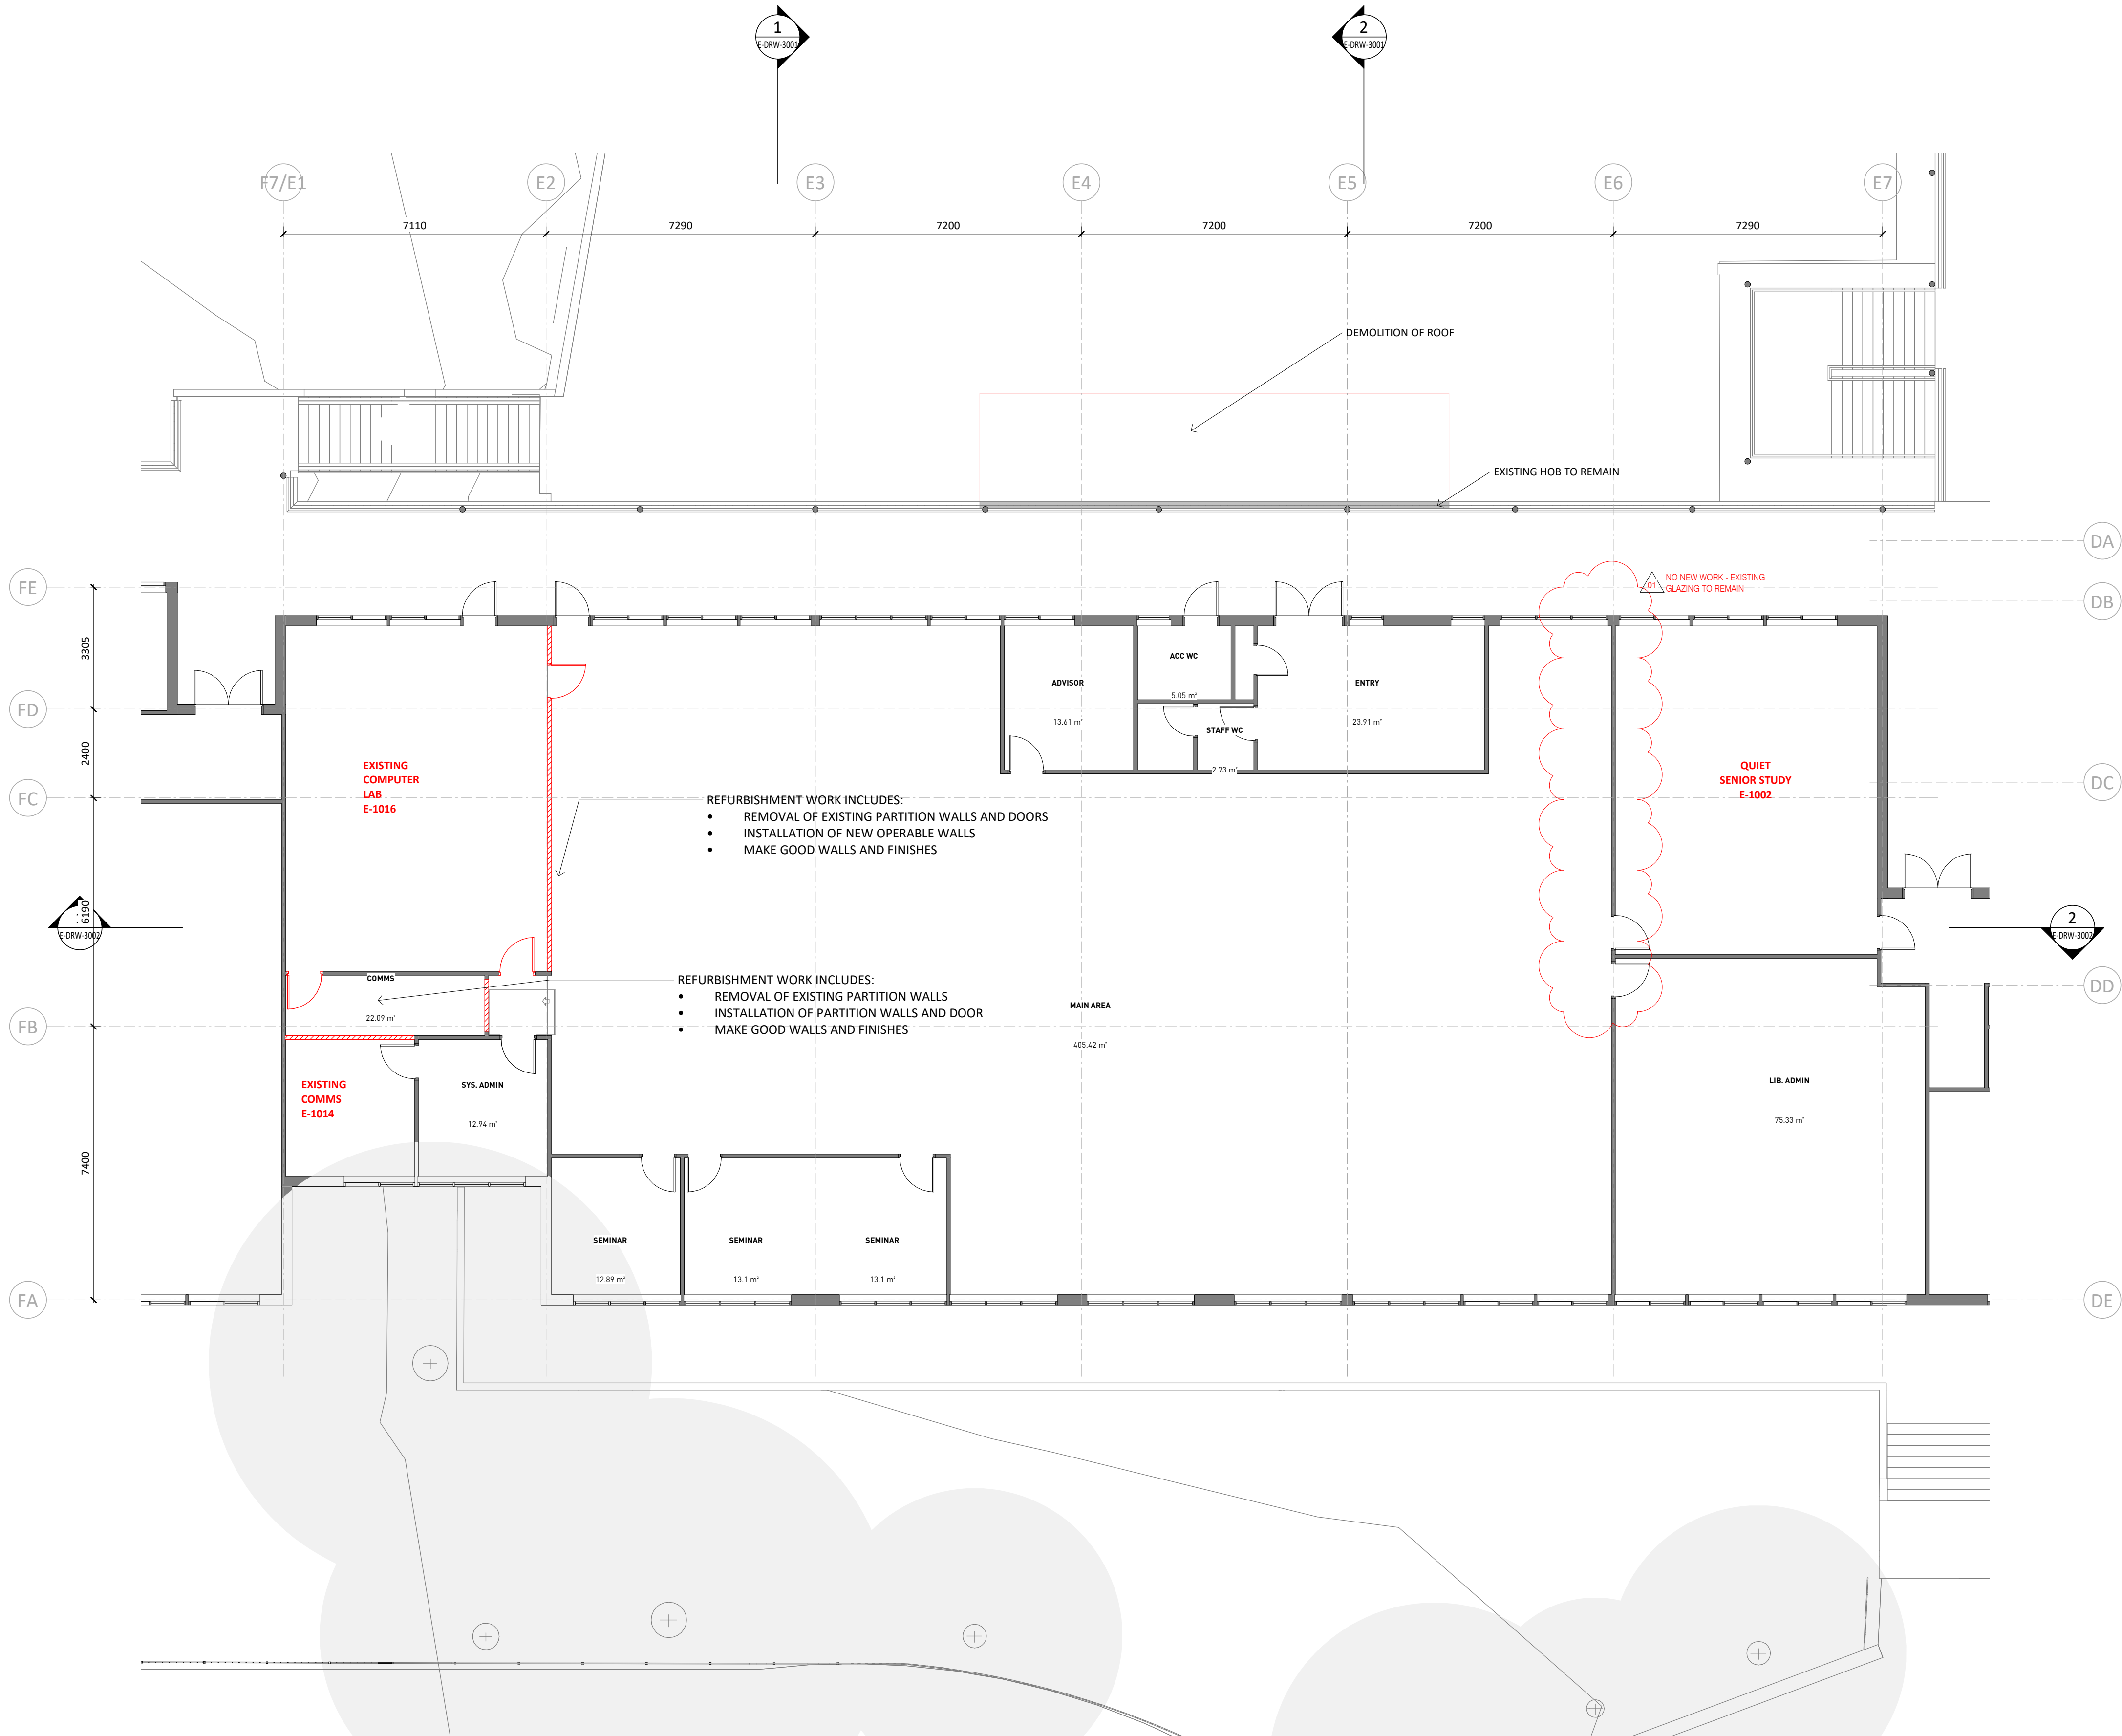 1
E-DRW-3001
2
E-DRW-3001
F7/E1
E2
E3
E4
E5
E6
E7
7110
7290
7200
7200
7200
7290
DEMOLITION OF ROOF
EXISTING HOB TO REMAIN
DA
FE
01
NO NEW WORK - EXISTING
GLAZING TO REMAIN
DB
3305
ACC WC
5.05 m²
ADVISOR
13.61 m²
ENTRY
23.91 m²
FD
STAFF WC
2.73 m²
2400
EXISTING
COMPUTER
LAB
E-1016
QUIET
SENIOR STUDY
E-1002
FC
DC
REFURBISHMENT WORK INCLUDES:
• REMOVAL OF EXISTING PARTITION WALLS AND DOORS
• INSTALLATION OF NEW OPERABLE WALLS
• MAKE GOOD WALLS AND FINISHES
6190
E-DRW-3002
2
E-DRW-3002
COMMS
22.09 m²
REFURBISHMENT WORK INCLUDES:
• REMOVAL OF EXISTING PARTITION WALLS
• INSTALLATION OF PARTITION WALLS AND DOOR
• MAKE GOOD WALLS AND FINISHES
MAIN AREA
405.42 m²
DD
FB
EXISTING
COMMS
E-1014
SYS. ADMIN
12.94 m²
LIB. ADMIN
75.33 m²
7400
SEMINAR
12.89 m²
SEMINAR
13.1 m²
SEMINAR
13.1 m²
FA
DE